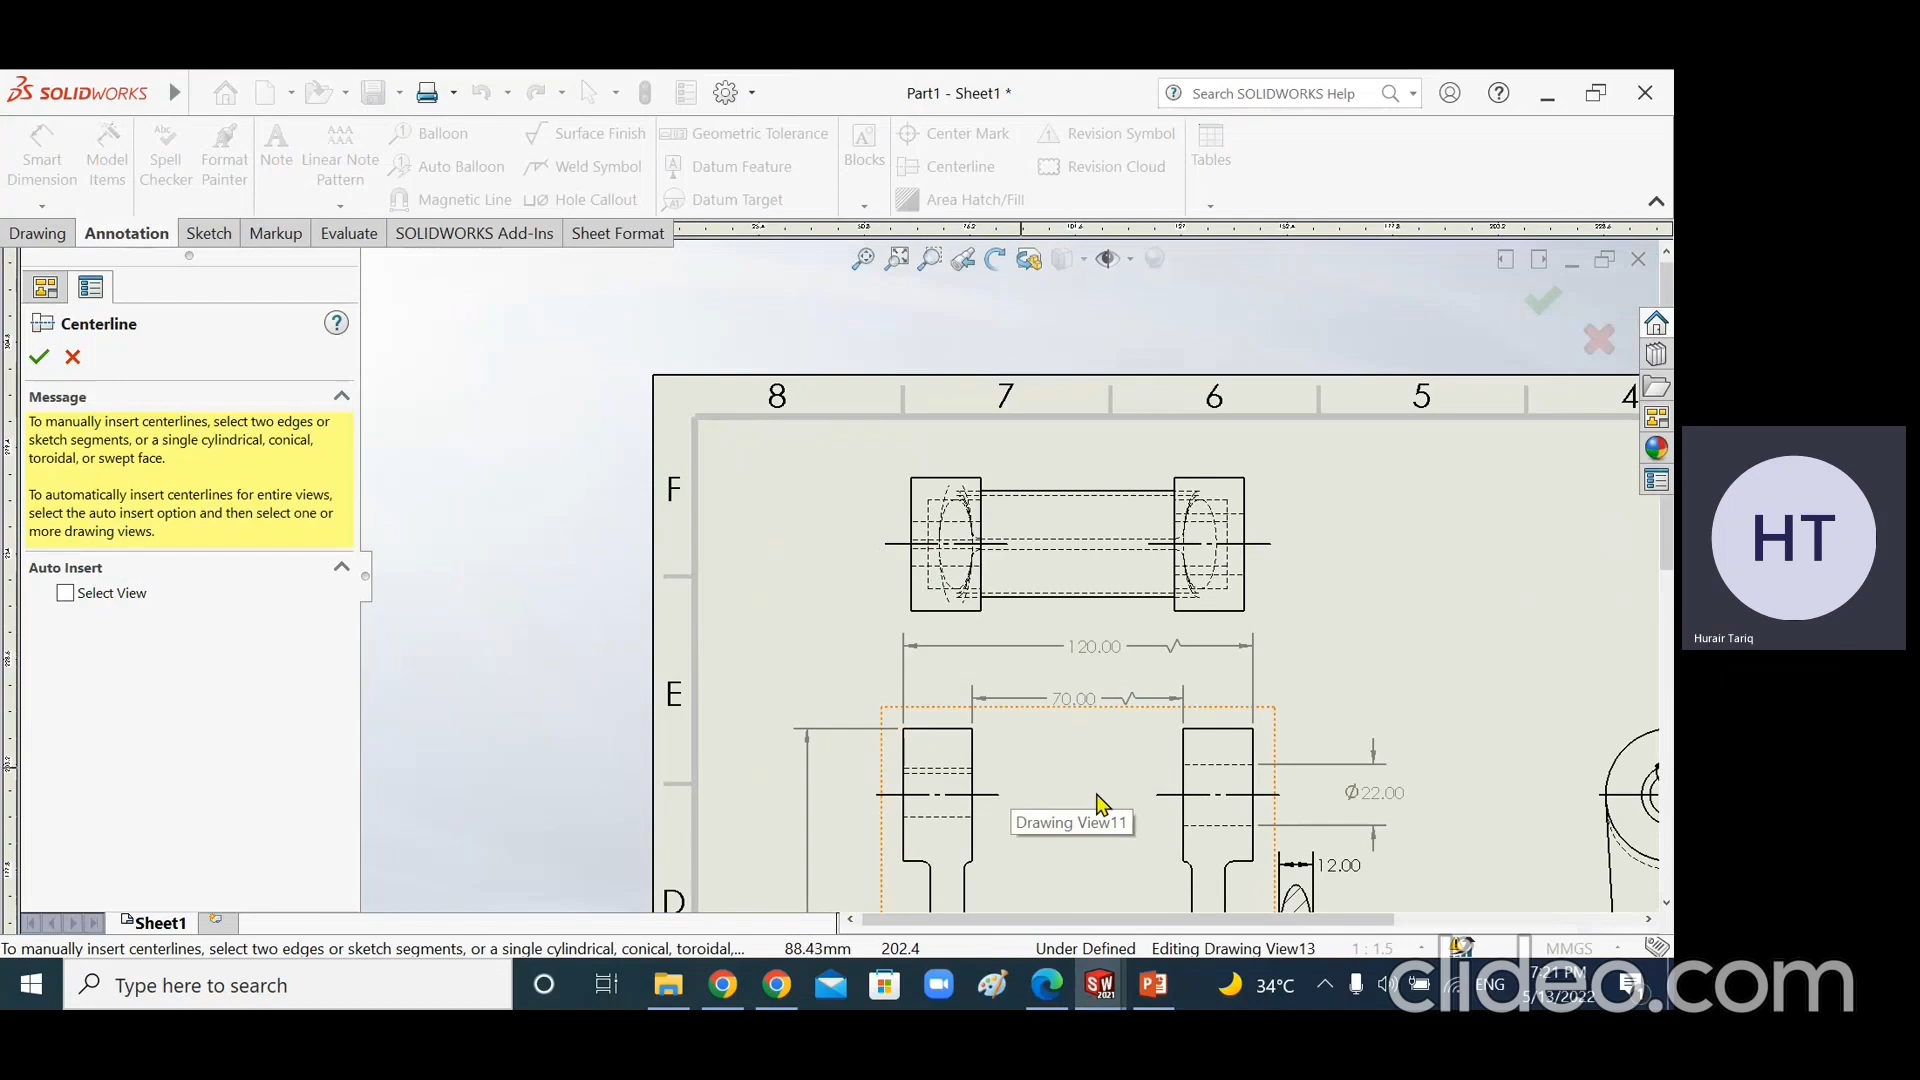 SOLIDWORKS
Part1 - Sheet1 *
Search SOLIDWORKS Help
Smart Dimension
Model Items
Spell Checker
Format Painter
Note
Linear Note Pattern
Balloon
Auto Balloon
Magnetic Line
Surface Finish
Weld Symbol
Hole Callout
Geometric Tolerance
Datum Feature
Datum Target
Blocks
Center Mark
Centerline
Area Hatch/Fill
Revision Symbol
Revision Cloud
Tables
Drawing
Annotation
Sketch
Markup
Evaluate
SOLIDWORKS Add-Ins
Sheet Format
Centerline
Message
To manually insert centerlines, select two edges or
sketch segments, or a single cylindrical, conical,
toroidal, or swept face.
To automatically insert centerlines for entire views,
select the auto insert option and then select one or
more drawing views.
Auto Insert
Select View
8 7 6 5 4
F
E
D
120.00
70.00
Ø22.00
12.00
Drawing View11
HT
Hurair Tariq
Sheet1
To manually insert centerlines, select two edges or sketch segments, or a single cylindrical, conical, toroidal,...
88.43mm
202.4
Under Defined
Editing Drawing View13
1 : 1.5
MMGS
Type here to search
SW
2021
34°C
ENG
7:21 PM
5/13/2022
clideo.com